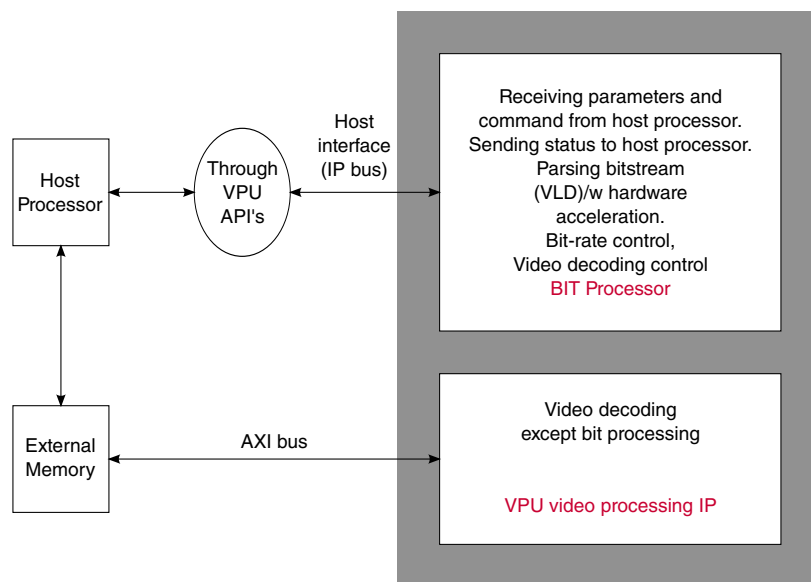 Host
Processor
Through
VPU
API's
Host
interface
(IP bus)
Receiving parameters and
command from host processor.
Sending status to host processor.
Parsing bitstream
(VLD)/w hardware
acceleration.
Bit-rate control,
Video decoding control
BIT Processor
External
Memory
AXI bus
Video decoding
except bit processing
VPU video processing IP